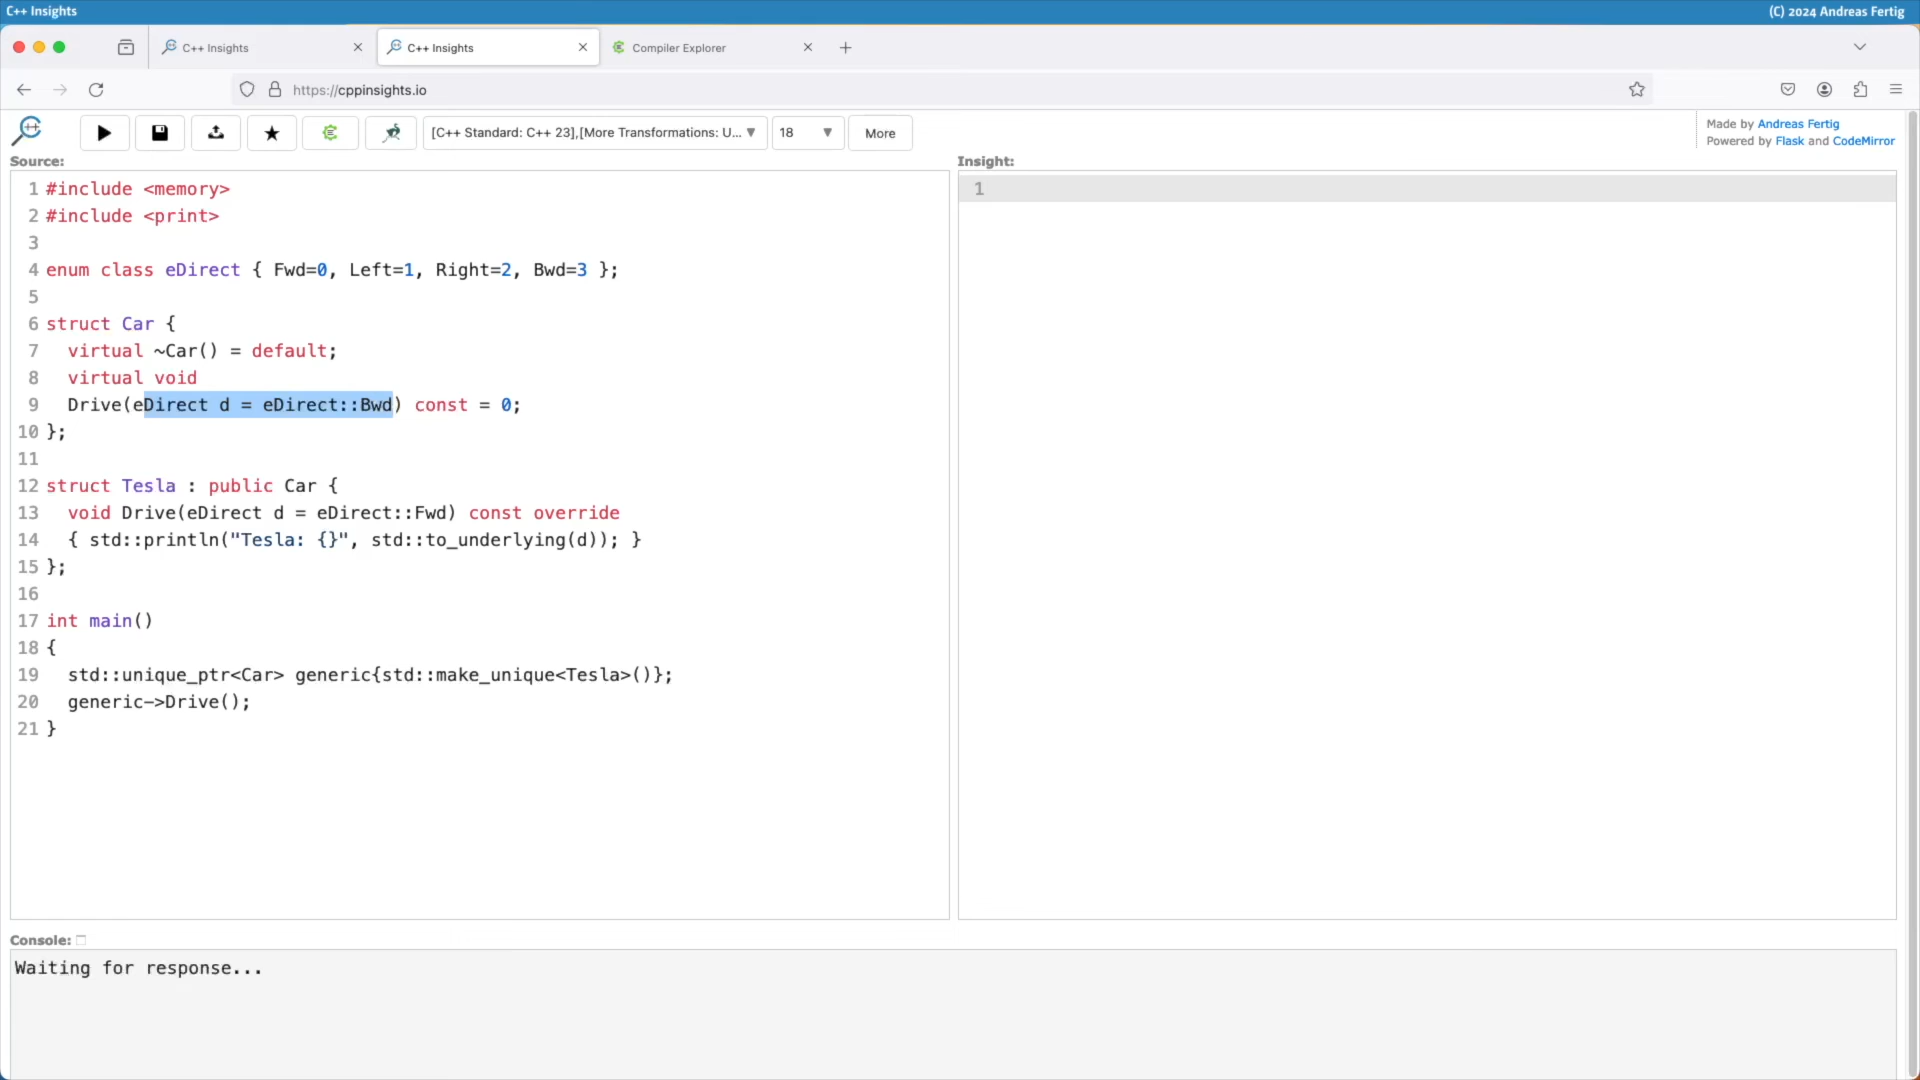 C++ Insights
(C) 2024 Andreas Fertig
C++ Insights
C++ Insights
Compiler Explorer
https://cppinsights.io
[C++ Standard: C++ 23],[More Transformations: U...
18
More
Made by Andreas Fertig
Powered by Flask and CodeMirror
Source:
1 #include <memory>
2 #include <print>
3
4 enum class eDirect { Fwd=0, Left=1, Right=2, Bwd=3 };
5
6 struct Car {
7   virtual ~Car() = default;
8   virtual void
9   Drive(eDirect d = eDirect::Bwd) const = 0;
10 };
11
12 struct Tesla : public Car {
13   void Drive(eDirect d = eDirect::Fwd) const override
14   { std::println("Tesla: {}", std::to_underlying(d)); }
15 };
16
17 int main()
18 {
19   std::unique_ptr<Car> generic{std::make_unique<Tesla>()};
20   generic->Drive();
21 }
Insight:
1
Console:
Waiting for response...